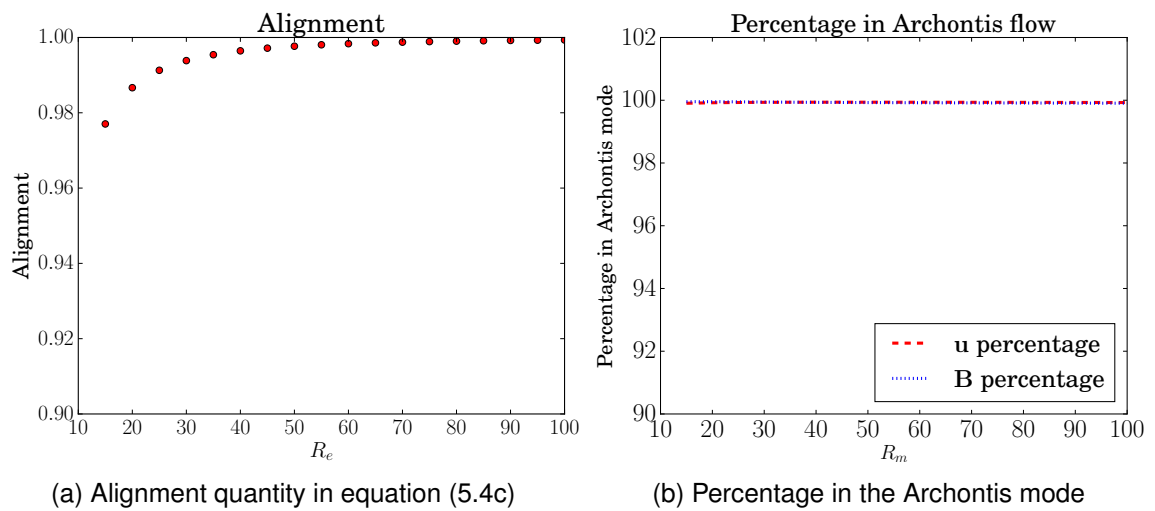 Alignment
1.00
0.98
0.96
0.94
0.92
0.90
Alignment
10 20 30 40 50 60 70 80 90 100
R_e
(a) Alignment quantity in equation (5.4c)
Percentage in Archontis flow
102
100
98
96
94
92
90
Percentage in Archontis mode
u percentage
B percentage
10 20 30 40 50 60 70 80 90 100
R_m
(b) Percentage in the Archontis mode